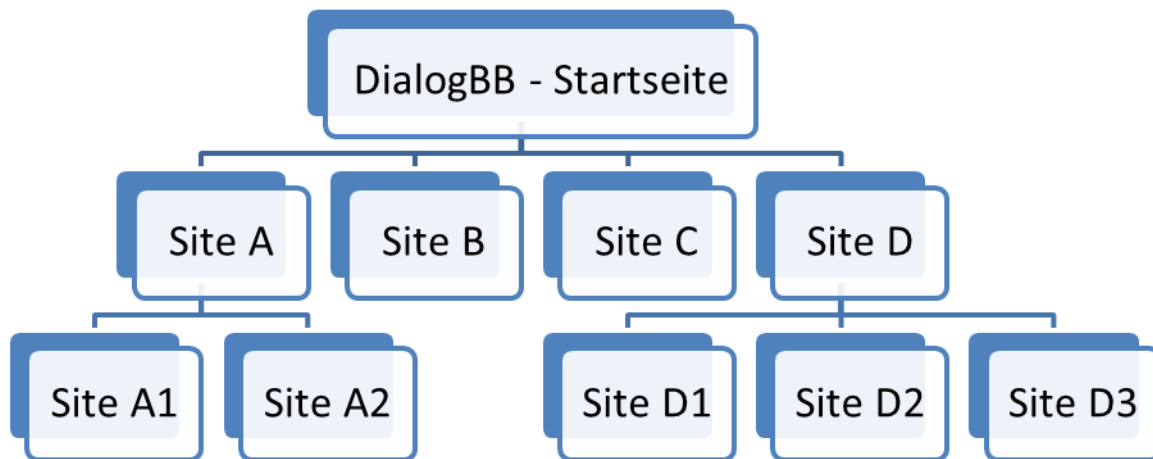 DialogBB - Startseite
Site A
Site B
Site C
Site D
Site A1
Site A2
Site D1
Site D2
Site D3